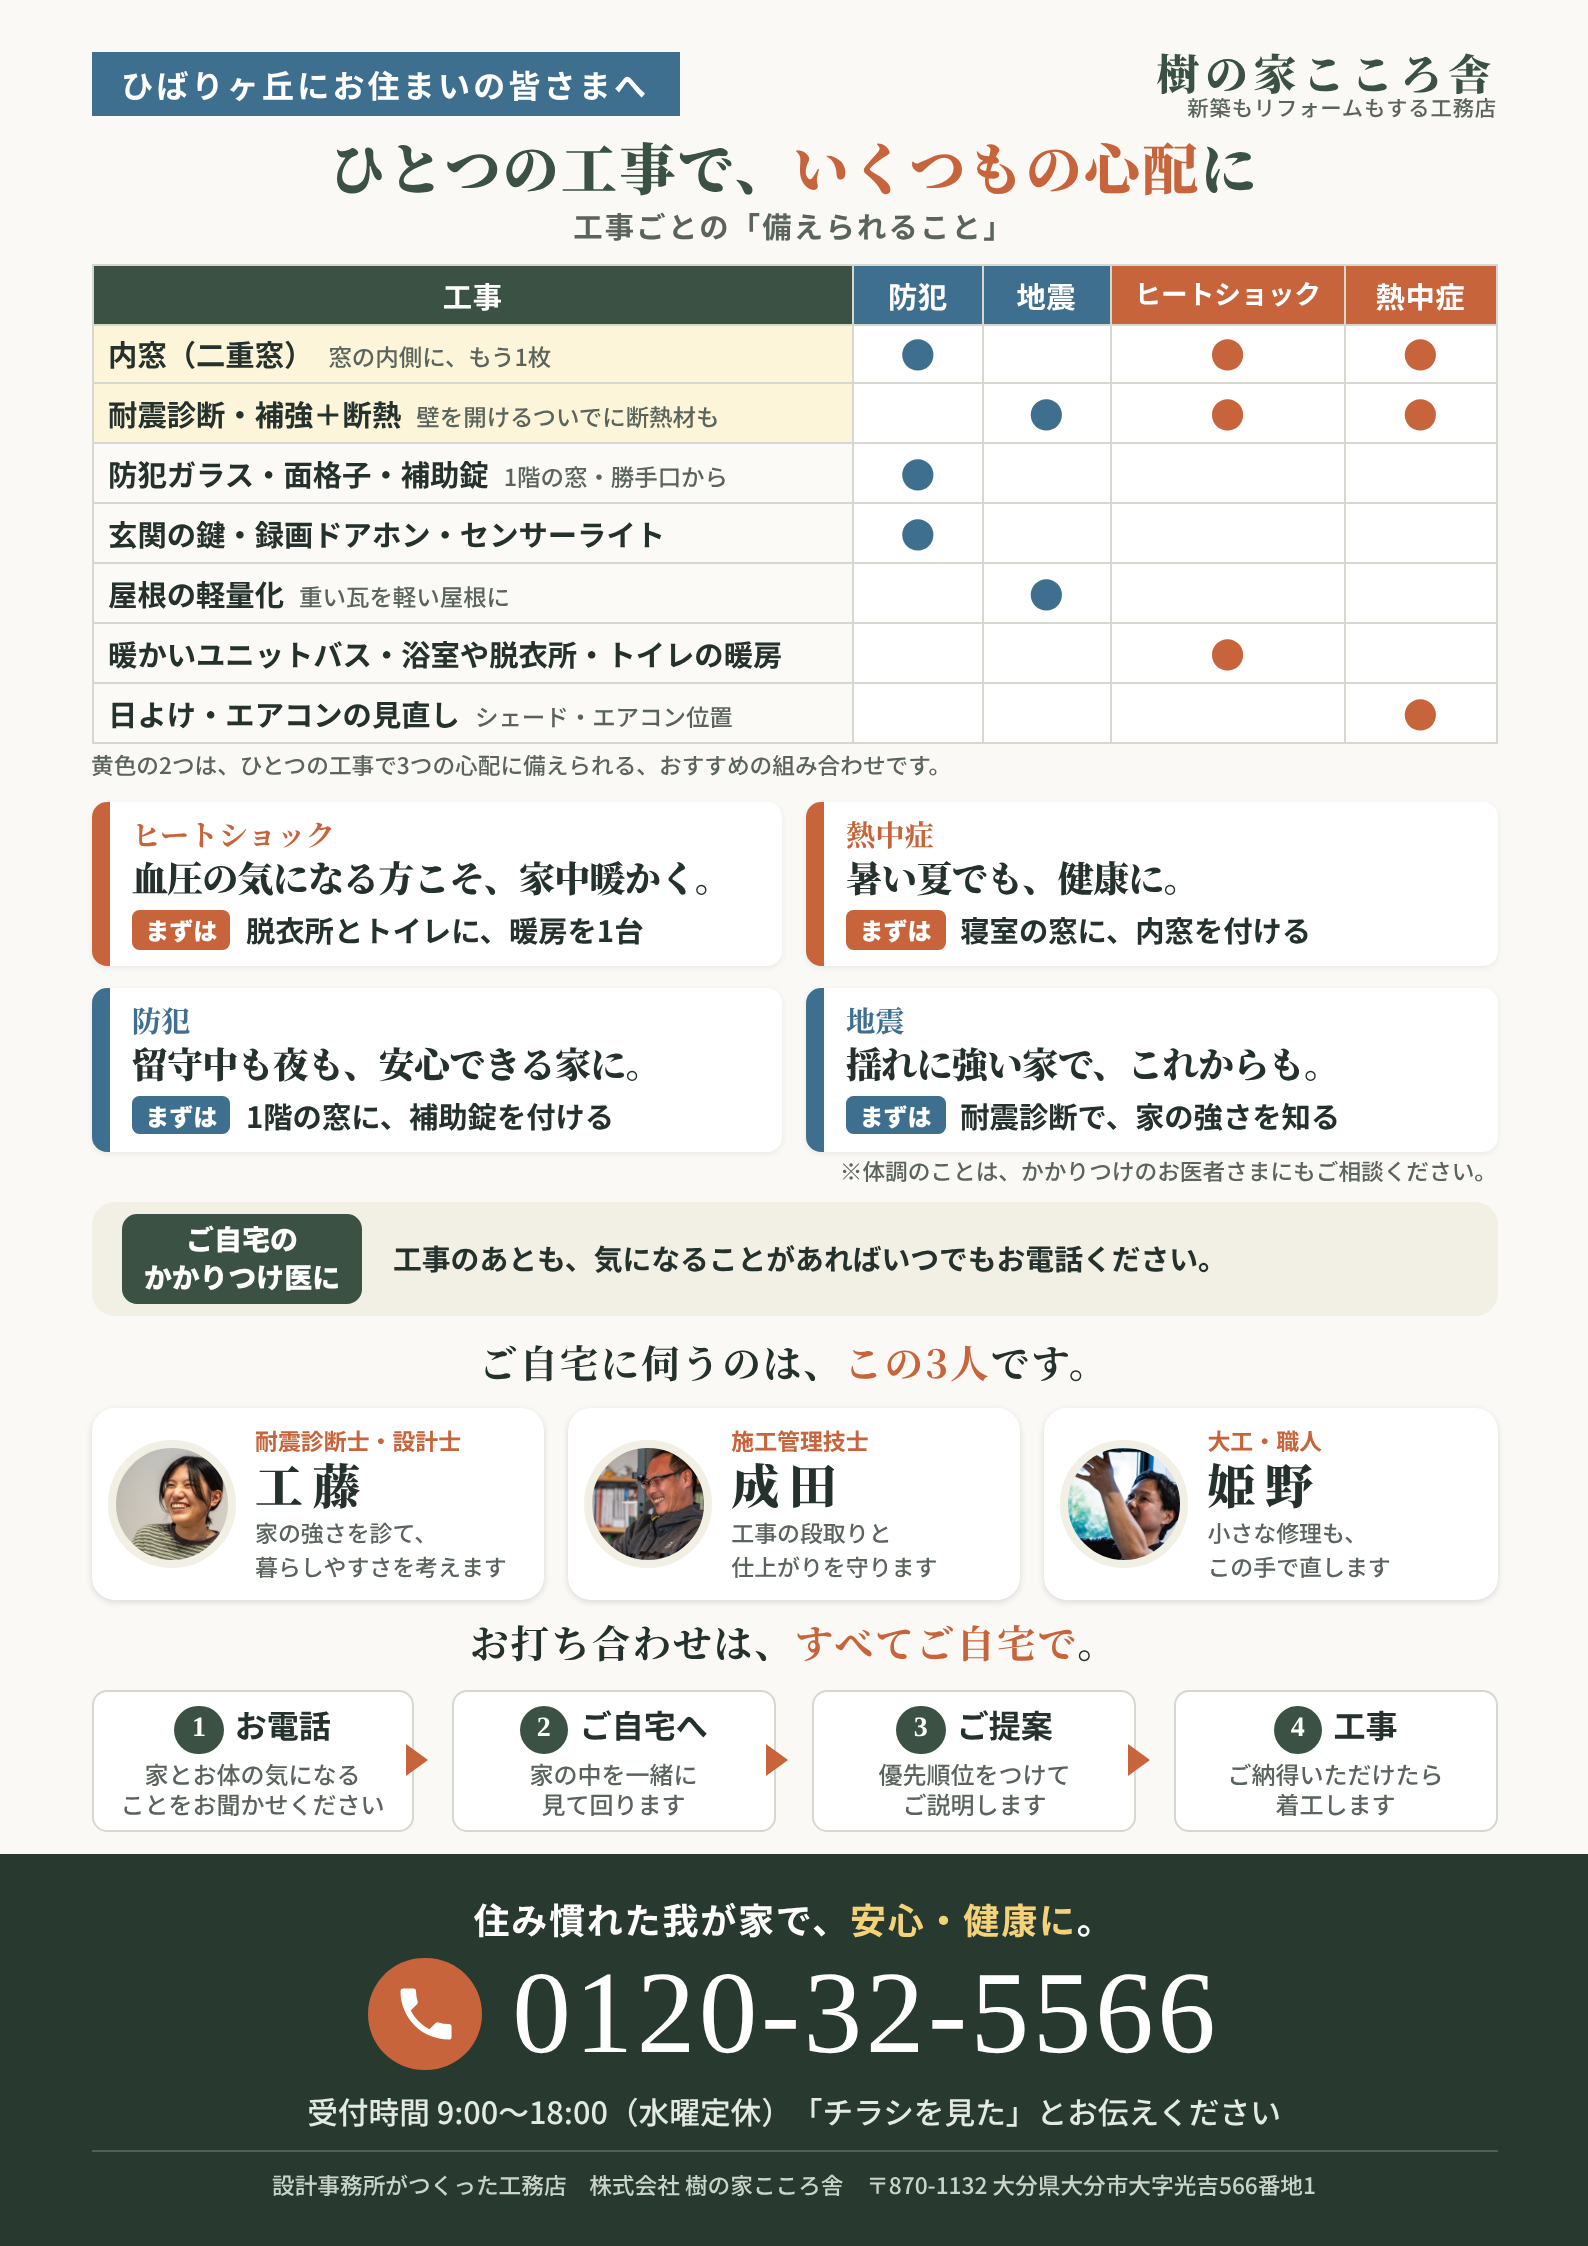 ひばりヶ丘にお住まいの皆さまへ
樹の家こころ舎
新築もリフォームもする工務店
ひとつの工事で、いくつもの心配に
工事ごとの「備えられること」
工事 防犯 地震 ヒートショック 熱中症
内窓（二重窓） 窓の内側に、もう1枚 ● ● ●
耐震診断・補強＋断熱 壁を開けるついでに断熱材も ● ● ●
防犯ガラス・面格子・補助錠 1階の窓・勝手口から ●
玄関の鍵・録画ドアホン・センサーライト ●
屋根の軽量化 重い瓦を軽い屋根に ●
暖かいユニットバス・浴室や脱衣所・トイレの暖房 ●
日よけ・エアコンの見直し シェード・エアコン位置 ●
黄色の2つは、ひとつの工事で3つの心配に備えられる、おすすめの組み合わせです。
ヒートショック
血圧の気になる方こそ、家中暖かく。
まずは 脱衣所とトイレに、暖房を1台
熱中症
暑い夏でも、健康に。
まずは 寝室の窓に、内窓を付ける
防犯
留守中も夜も、安心できる家に。
まずは 1階の窓に、補助錠を付ける
地震
揺れに強い家で、これからも。
まずは 耐震診断で、家の強さを知る
※体調のことは、かかりつけのお医者さまにもご相談ください。
ご自宅の
かかりつけ医に
工事のあとも、気になることがあればいつでもお電話ください。
ご自宅に伺うのは、この3人です。
耐震診断士・設計士
工藤
家の強さを診て、
暮らしやすさを考えます
施工管理技士
成田
工事の段取りと
仕上がりを守ります
大工・職人
姫野
小さな修理も、
この手で直します
お打ち合わせは、すべてご自宅で。
1 お電話
家とお体の気になる
ことをお聞かせください
2 ご自宅へ
家の中を一緒に
見て回ります
3 ご提案
優先順位をつけて
ご説明します
4 工事
ご納得いただけたら
着工します
住み慣れた我が家で、安心・健康に。
0120-32-5566
受付時間 9:00〜18:00（水曜定休）「チラシを見た」とお伝えください
設計事務所がつくった工務店 株式会社 樹の家こころ舎 〒870-1132 大分県大分市大字光吉566番地1